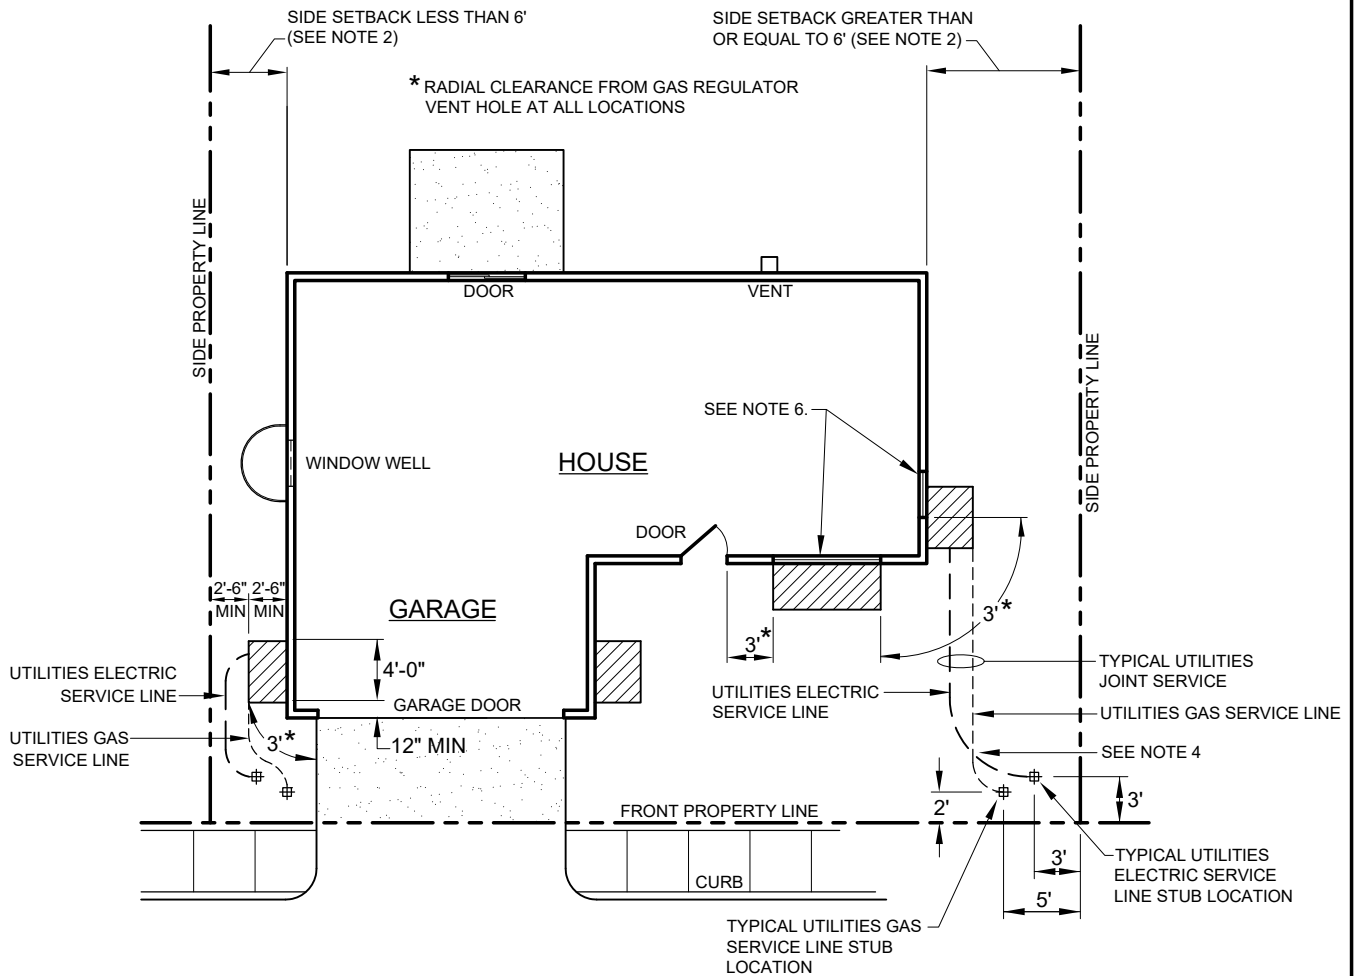 SIDE SETBACK LESS THAN 6'
(SEE NOTE 2)
SIDE SETBACK GREATER THAN
OR EQUAL TO 6' (SEE NOTE 2)
* RADIAL CLEARANCE FROM GAS REGULATOR
VENT HOLE AT ALL LOCATIONS
SIDE PROPERTY LINE
DOOR
VENT
SIDE PROPERTY LINE
SEE NOTE 6.
WINDOW WELL
HOUSE
DOOR
2'-6"
MIN
2'-6"
MIN
GARAGE
3'*
3'*
4'-0"
UTILITIES ELECTRIC
SERVICE LINE
TYPICAL UTILITIES
JOINT SERVICE
UTILITIES ELECTRIC
SERVICE LINE
GARAGE DOOR
UTILITIES GAS SERVICE LINE
UTILITIES GAS
SERVICE LINE
3'*
12" MIN
SEE NOTE 4
FRONT PROPERTY LINE
2'
3'
3'
TYPICAL UTILITIES
ELECTRIC SERVICE
LINE STUB LOCATION
CURB
5'
TYPICAL UTILITIES GAS
SERVICE LINE STUB
LOCATION